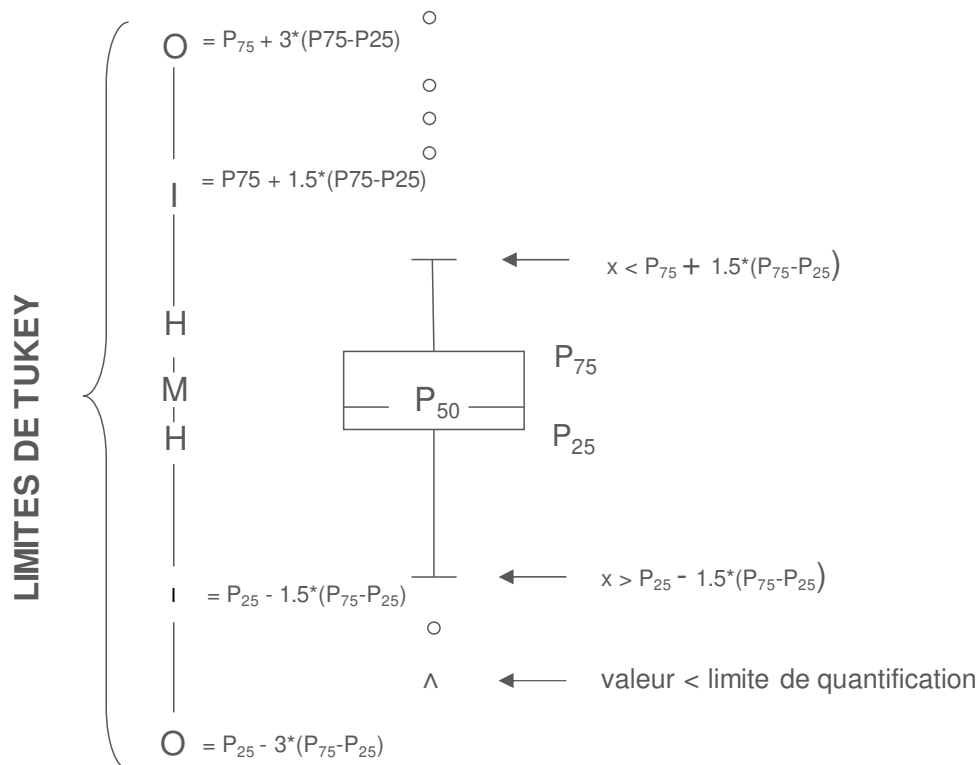 LIMITES DE TUKEY
O = P75 + 3*(P75-P25)
I = P75 + 1.5*(P75-P25)
x < P75 + 1.5*(P75-P25)
H
P75
M
P50
H
P25
x > P25 - 1.5*(P75-P25)
I = P25 - 1.5*(P75-P25)
^ valeur < limite de quantification
O = P25 - 3*(P75-P25)